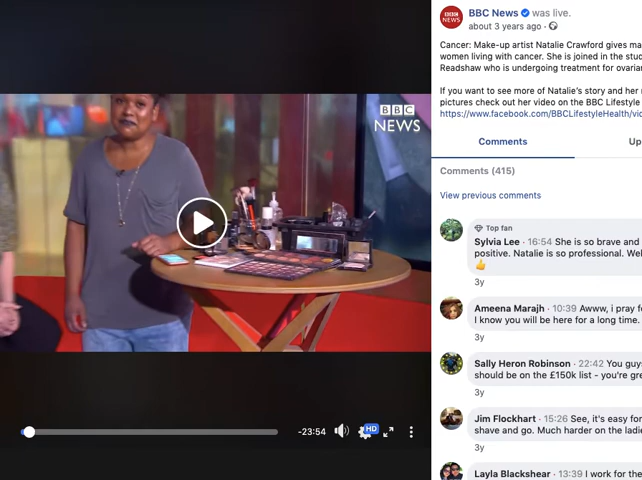 BBC
NEWS
-23:54
HD
BBC
NEWS
BBC News was live.
about 3 years ago ·
Cancer: Make-up artist Natalie Crawford gives ma
women living with cancer. She is joined in the stud
Readshaw who is undergoing treatment for ovarian
If you want to see more of Natalie's story and her
pictures check out her video on the BBC Lifestyle
https://www.facebook.com/BBCLifestyleHealth/vid
Comments
Up
Comments (415)
View previous comments
Top fan
Sylvia Lee · 16:54 She is so brave and
positive. Natalie is so professional. Wel
👍
3y
Ameena Marajh · 10:39 Awww, i pray fo
I know you will be here for a long time.
3y
Sally Heron Robinson · 22:42 You guys
should be on the £150k list - you're gre
3y
Jim Flockhart · 15:26 See, it's easy for
shave and go. Much harder on the ladie
3y
Layla Blackshear · 13:39 I work for the